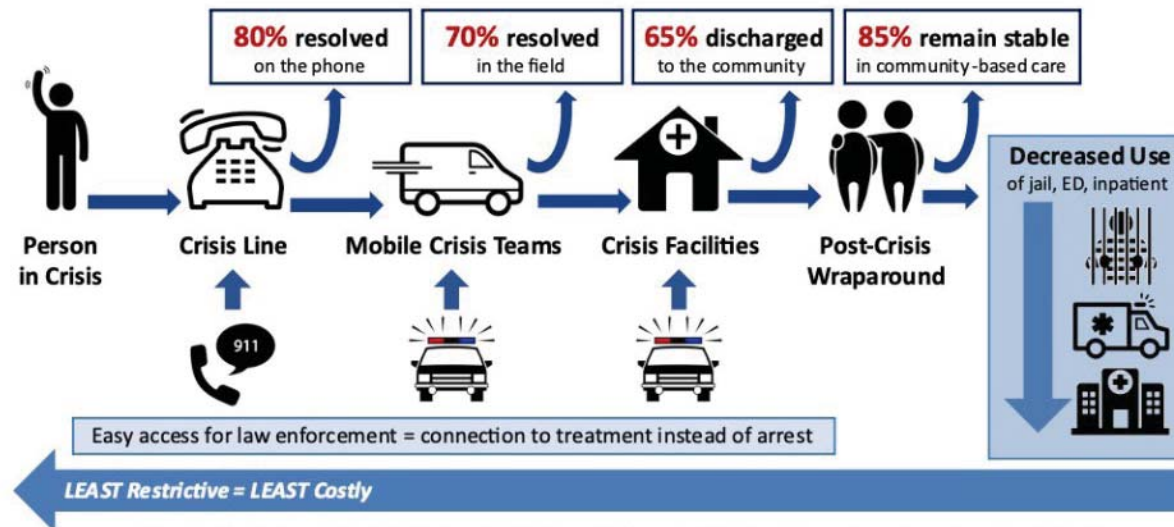 80% resolved
on the phone
70% resolved
in the field
65% discharged
to the community
85% remain stable
in community-based care
Person
in Crisis
Crisis Line
Mobile Crisis Teams
Crisis Facilities
Post-Crisis
Wraparound
Decreased Use
of jail, ED, inpatient
911
Easy access for law enforcement = connection to treatment instead of arrest
LEAST Restrictive = LEAST Costly